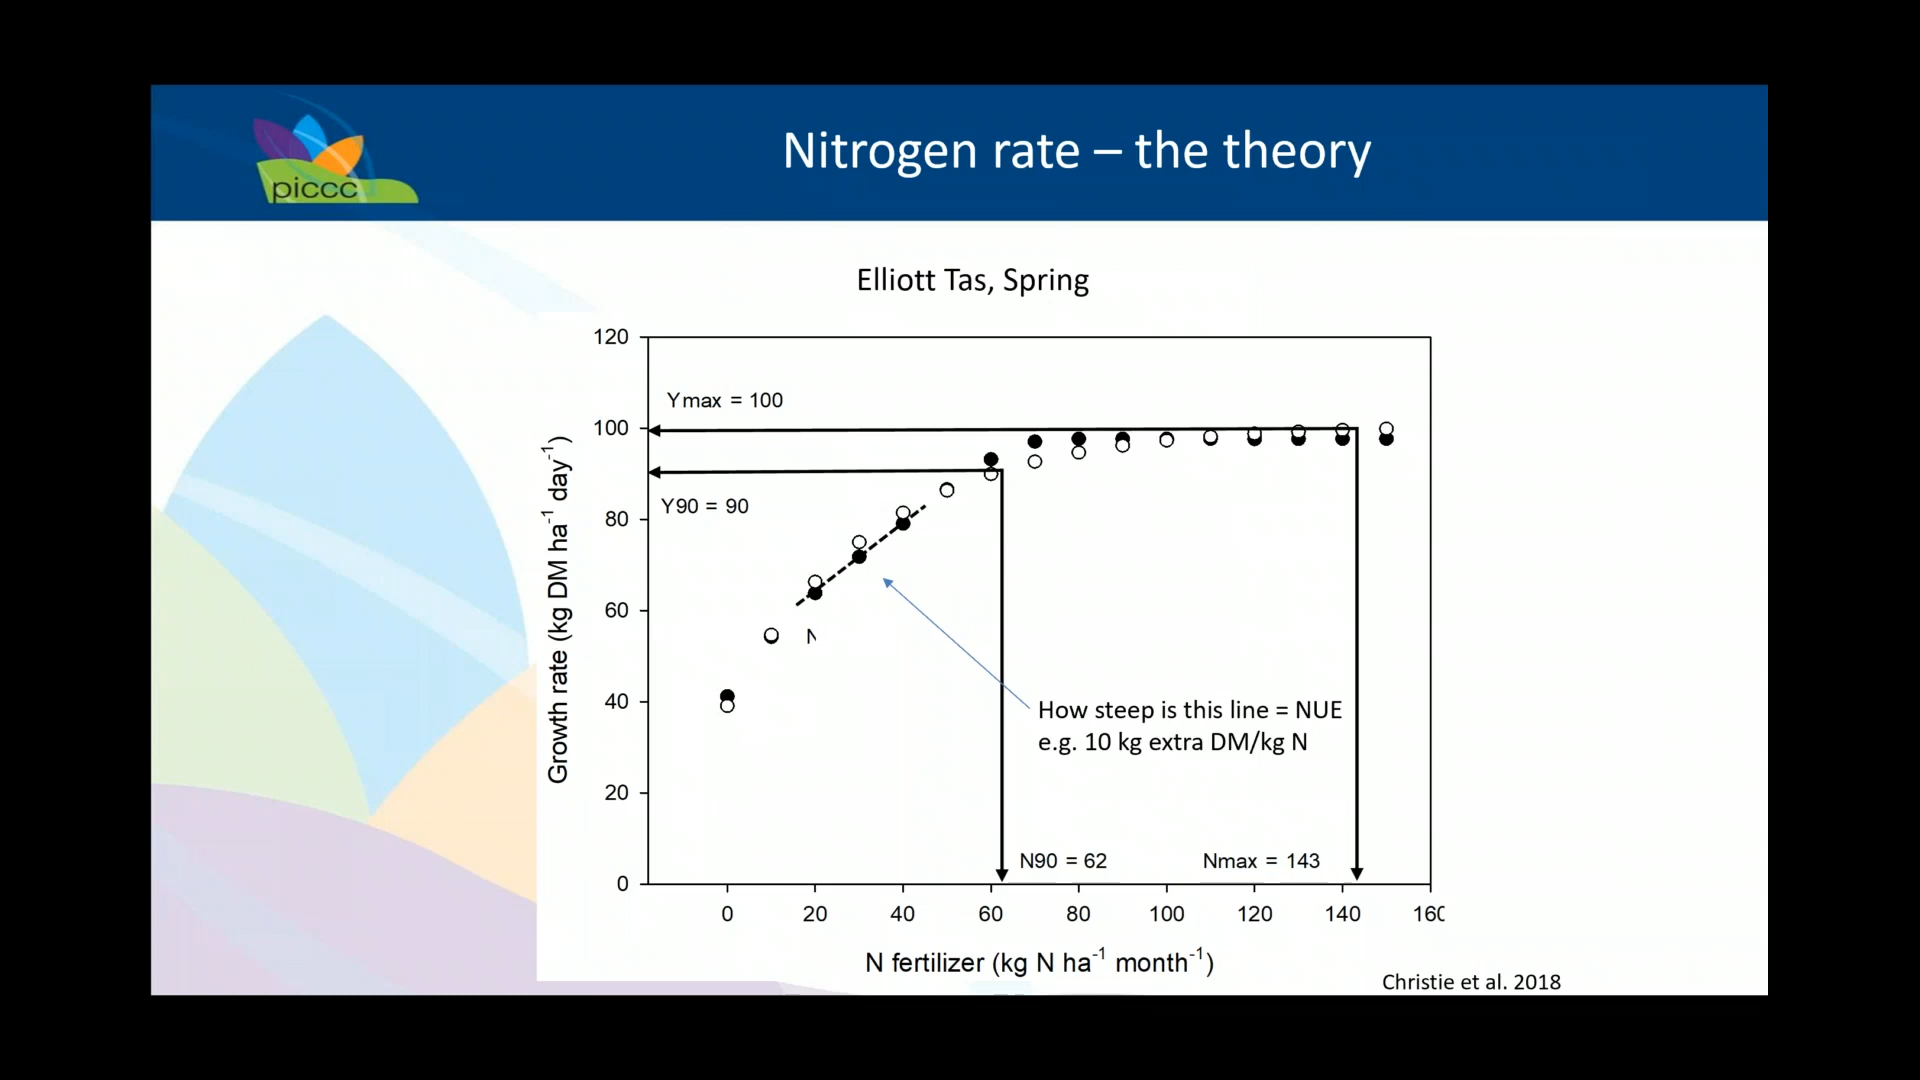 piccc
Nitrogen rate – the theory
Elliott Tas, Spring
120
100
80
60
40
20
0
Growth rate (kg DM ha⁻¹ day⁻¹)
Ymax = 100
Y90 = 90
N
How steep is this line = NUE
e.g. 10 kg extra DM/kg N
N90 = 62
Nmax = 143
0 20 40 60 80 100 120 140 160
N fertilizer (kg N ha⁻¹ month⁻¹)
Christie et al. 2018